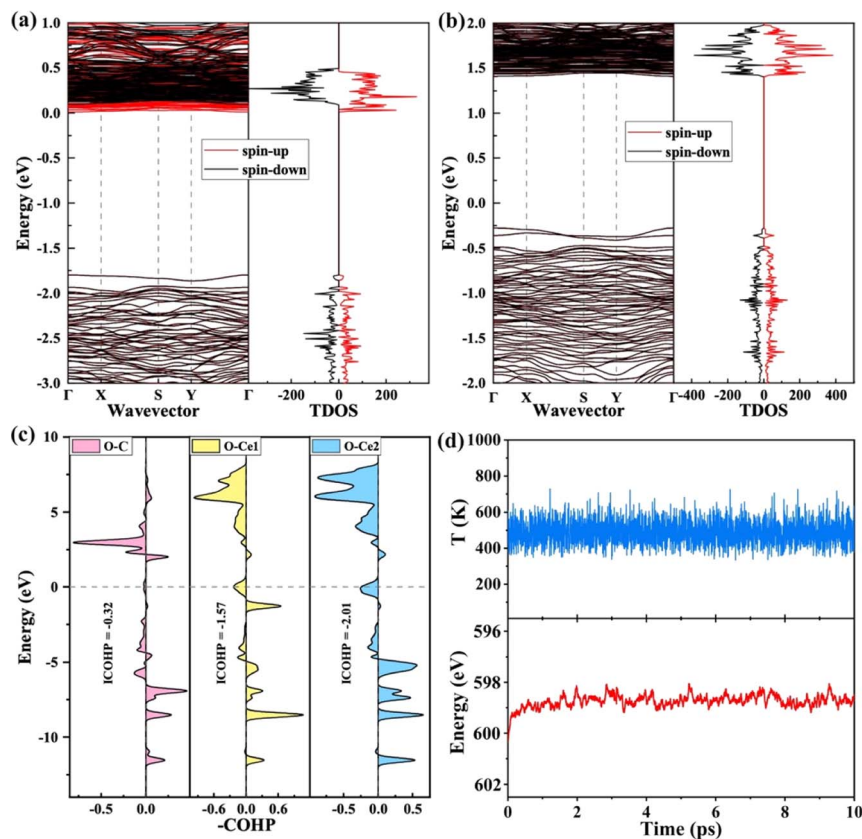 (a)
1.0
0.5
0.0
-0.5
-1.0
-1.5
-2.0
-2.5
-3.0
Energy (eV)
spin-up
spin-down
Γ X S Y Γ -200 0 200
Wavevector TDOS
(b)
2.0
1.5
1.0
0.5
0.0
-0.5
-1.0
-1.5
-2.0
Energy (eV)
spin-up
spin-down
Γ X S Y Γ -400 -200 0 200 400
Wavevector TDOS
(c)
10
5
0
-5
-10
Energy (eV)
O-C O-Ce1 O-Ce2
ICOHP = -0.32
ICOHP = -1.57
ICOHP = -2.01
-0.5 0.0 -0.6 0.0 0.6 -0.5 0.0 0.5
-COHP
(d)
1000
800
600
400
200
T (K)
596
598
600
602
Energy (eV)
0 2 4 6 8 10
Time (ps)